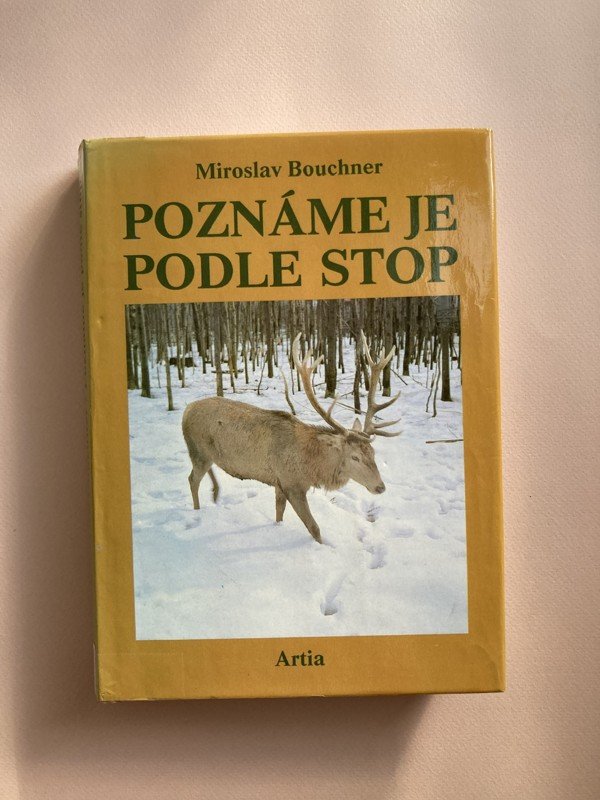 Miroslav Bouchner
POZNÁME JE
PODLE STOP
Artia